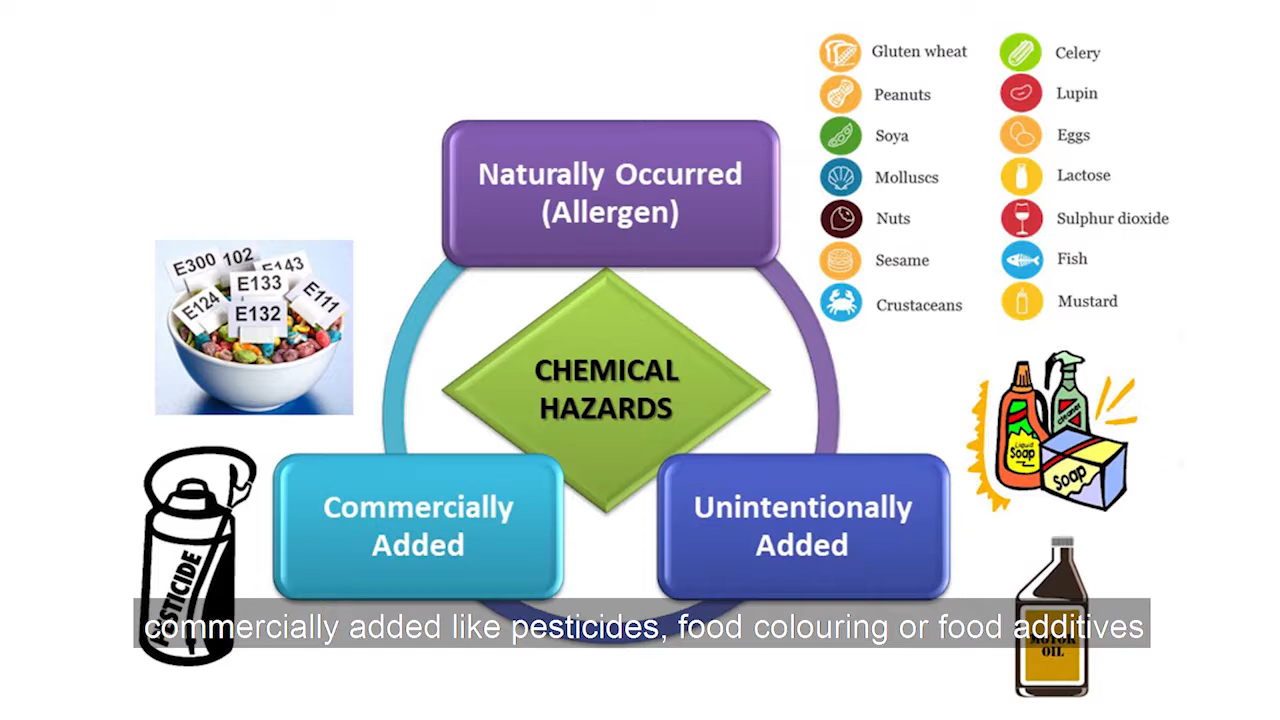 Gluten wheat
Celery
Peanuts
Lupin
Soya
Eggs
Molluscs
Lactose
Nuts
Sulphur dioxide
Sesame
Fish
Crustaceans
Mustard
Naturally Occurred
(Allergen)
E300
102
E143
E133
E124
E111
E132
CHEMICAL
HAZARDS
Liquid
Soap
cleaner
Soap
Commercially
Added
Unintentionally
Added
PESTICIDE
MOTOR
OIL
commercially added like pesticides, food colouring or food additives